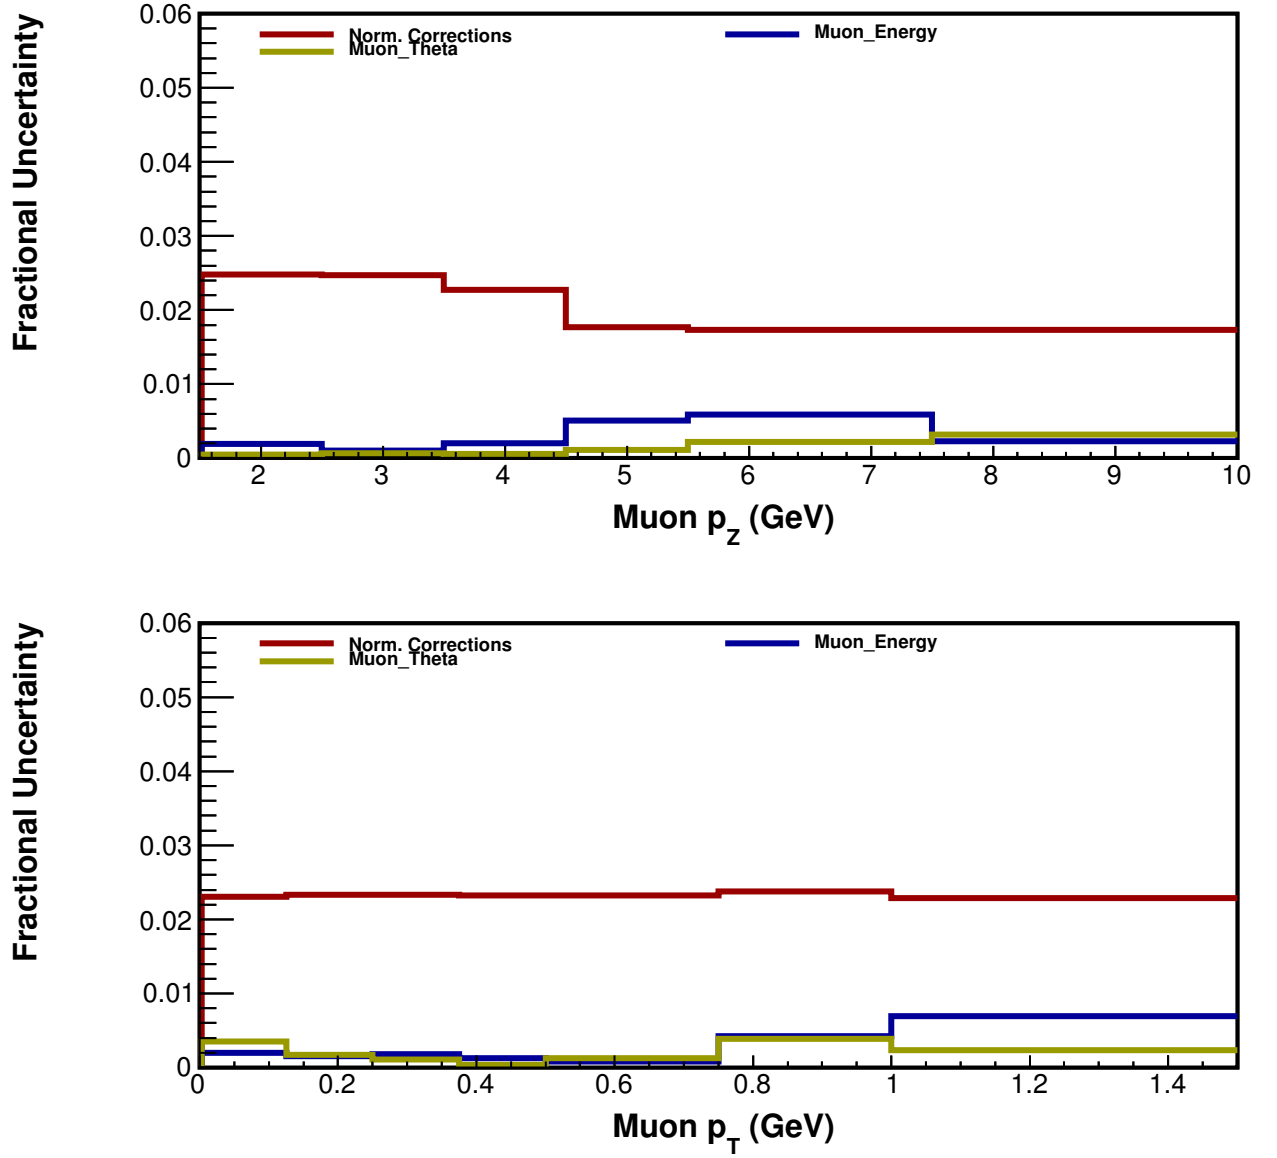 Fractional Uncertainty
0.06
0.05
0.04
0.03
0.02
0.01
0
Norm. Corrections
Muon_Theta
Muon_Energy
2 3 4 5 6 7 8 9 10
Muon pZ (GeV)
Fractional Uncertainty
0.06
0.05
0.04
0.03
0.02
0.01
0
Norm. Corrections
Muon_Theta
Muon_Energy
0 0.2 0.4 0.6 0.8 1 1.2 1.4
Muon pT (GeV)